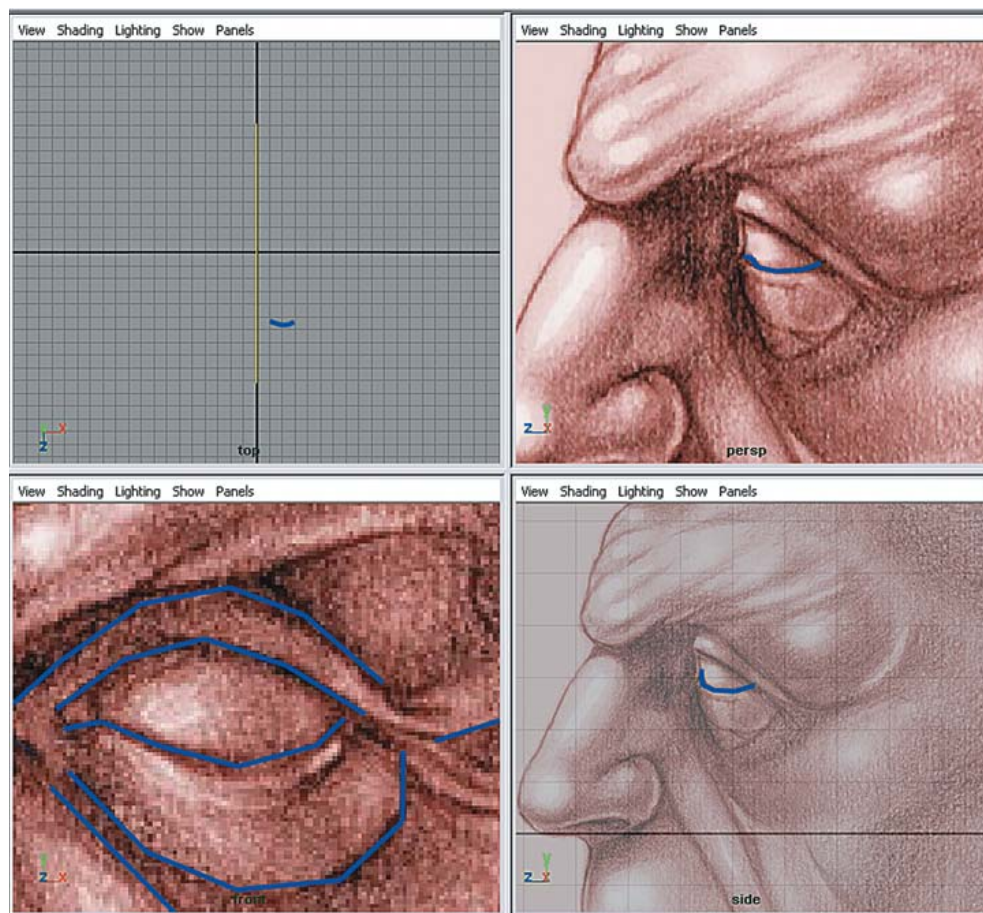 View Shading Lighting Show Panels
View Shading Lighting Show Panels
Y
X
Z
top
Y
Z X
persp
View Shading Lighting Show Panels
View Shading Lighting Show Panels
Y
Z X
front
Y
Z X
side